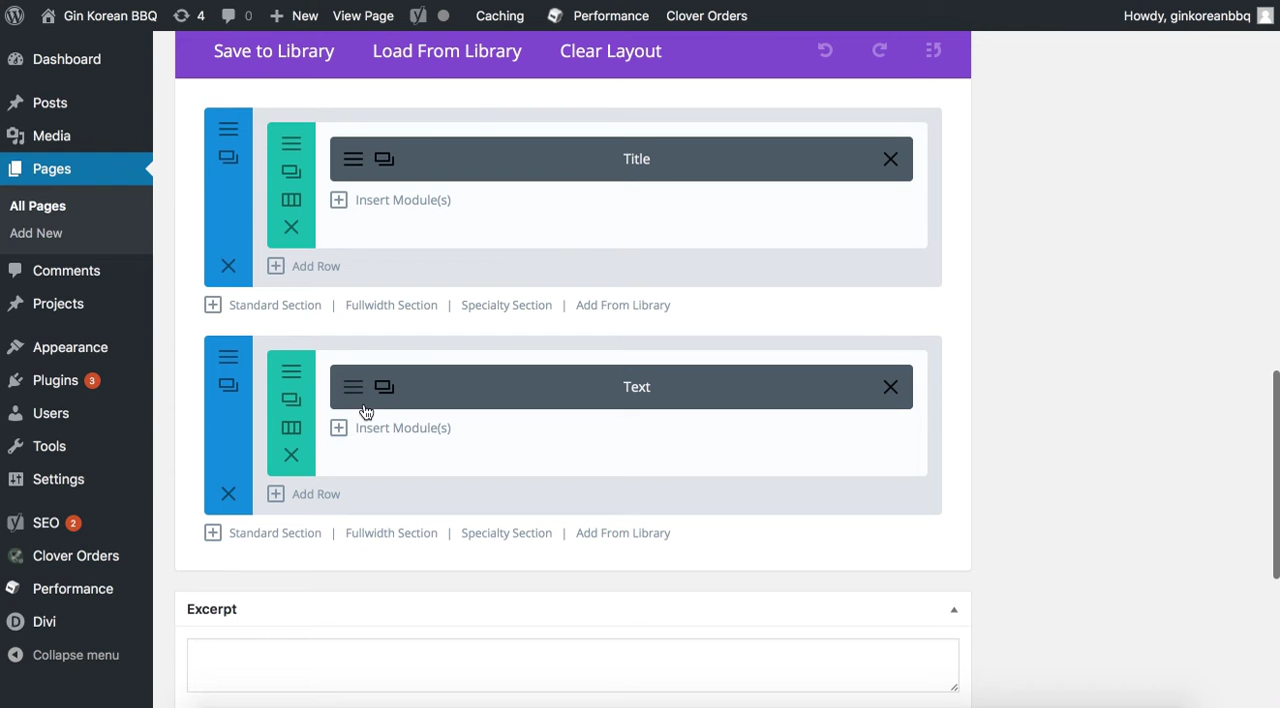 Gin Korean BBQ 4 0 New View Page Caching Performance Clover Orders Howdy, ginkoreanbbq
Dashboard
Posts
Media
Pages
All Pages
Add New
Comments
Projects
Appearance
Plugins 3
Users
Tools
Settings
SEO 2
Clover Orders
Performance
Divi
Collapse menu
Save to Library Load From Library Clear Layout
Title
Insert Module(s)
Add Row
Standard Section | Fullwidth Section | Specialty Section | Add From Library
Text
Insert Module(s)
Add Row
Standard Section | Fullwidth Section | Specialty Section | Add From Library
Excerpt